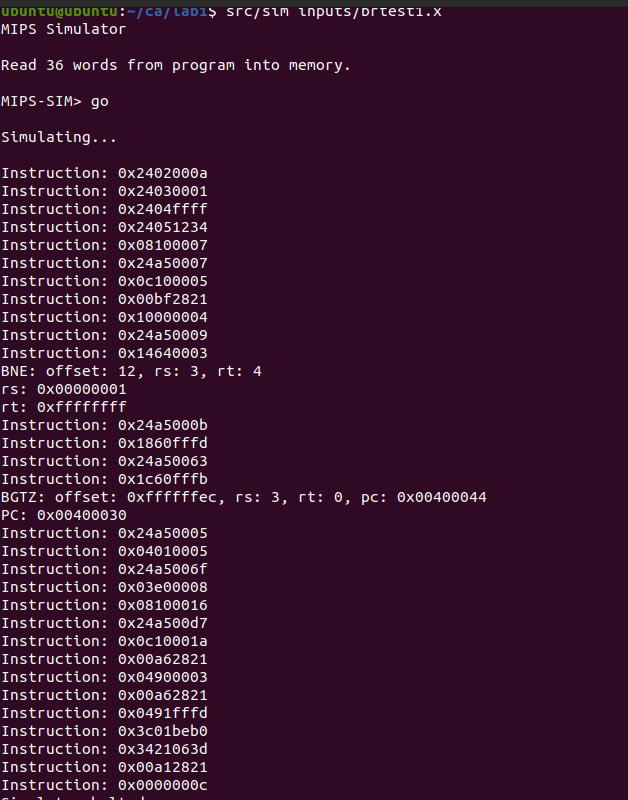 ubuntu@ubuntu:~/ca/lab1$ src/sim inputs/brtest1.x
MIPS Simulator
Read 36 words from program into memory.
MIPS-SIM> go
Simulating...
Instruction: 0x2402000a
Instruction: 0x24030001
Instruction: 0x2404ffff
Instruction: 0x24051234
Instruction: 0x08100007
Instruction: 0x24a50007
Instruction: 0x0c100005
Instruction: 0x00bf2821
Instruction: 0x10000004
Instruction: 0x24a50009
Instruction: 0x14640003
BNE: offset: 12, rs: 3, rt: 4
rs: 0x00000001
rt: 0xffffffff
Instruction: 0x24a5000b
Instruction: 0x1860fffd
Instruction: 0x24a50063
Instruction: 0x1c60fffb
BGTZ: offset: 0xffffffec, rs: 3, rt: 0, pc: 0x00400044
PC: 0x00400030
Instruction: 0x24a50005
Instruction: 0x04010005
Instruction: 0x24a5006f
Instruction: 0x03e00008
Instruction: 0x08100016
Instruction: 0x24a500d7
Instruction: 0x0c10001a
Instruction: 0x00a62821
Instruction: 0x04900003
Instruction: 0x00a62821
Instruction: 0x0491fffd
Instruction: 0x3c01beb0
Instruction: 0x3421063d
Instruction: 0x00a12821
Instruction: 0x0000000c